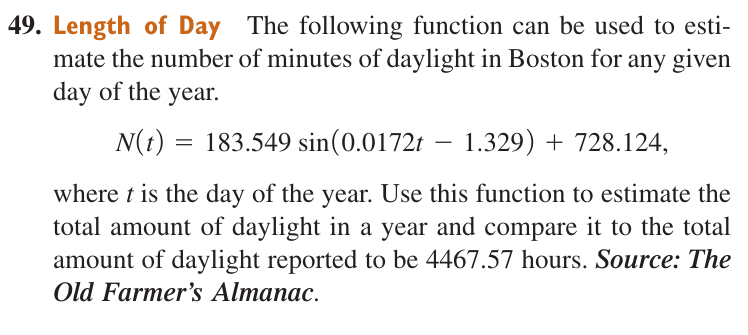 49. Length of Day The following function can be used to esti-
mate the number of minutes of daylight in Boston for any given
day of the year.
N(t) = 183.549 sin(0.0172t − 1.329) + 728.124,
where t is the day of the year. Use this function to estimate the
total amount of daylight in a year and compare it to the total
amount of daylight reported to be 4467.57 hours. Source: The
Old Farmer’s Almanac.